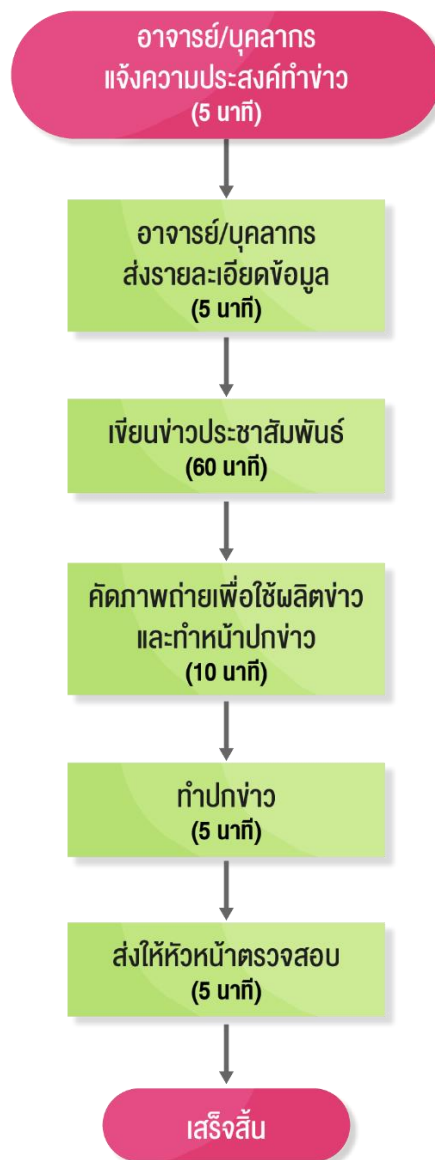 อาจารย์/บุคลากร
แจ้งความประสงค์ทำข่าว
(5 นาที)
อาจารย์/บุคลากร
ส่งรายละเอียดข้อมูล
(5 นาที)
เขียนข่าวประชาสัมพันธ์
(60 นาที)
คัดภาพถ่ายเพื่อใช้ผลิตข่าว
และทำหน้าปกข่าว
(10 นาที)
ทำปกข่าว
(5 นาที)
ส่งให้หัวหน้าตรวจสอบ
(5 นาที)
เสร็จสิ้น